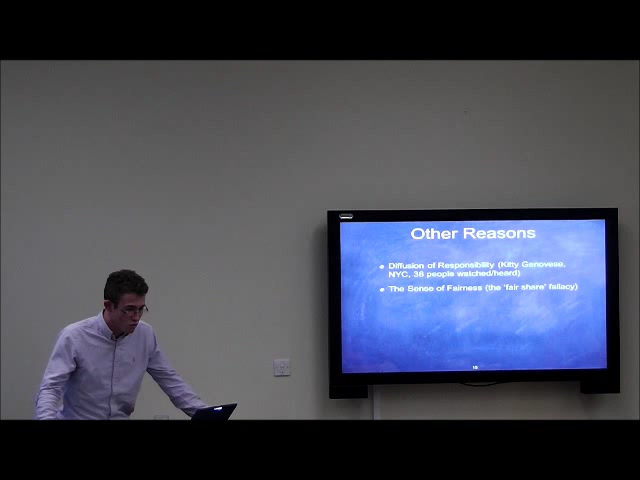 Other Reasons
Diffusion of Responsibility (Kitty Genovese,
NYC, 38 people watched/heard)
The Sense of Fairness (the 'fair share' fallacy)